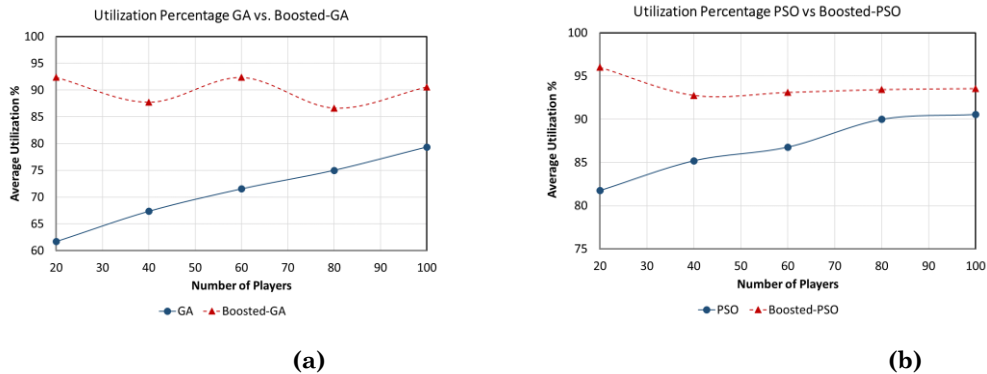 Utilization Percentage GA vs. Boosted-GA
Average Utilization %
100
95
90
85
80
75
70
65
60
20 30 40 50 60 70 80 90 100
Number of Players
GA Boosted-GA
(a)
Utilization Percentage PSO vs Boosted-PSO
Average Utilization %
100
95
90
85
80
75
20 30 40 50 60 70 80 90 100
Number of Players
PSO Boosted-PSO
(b)